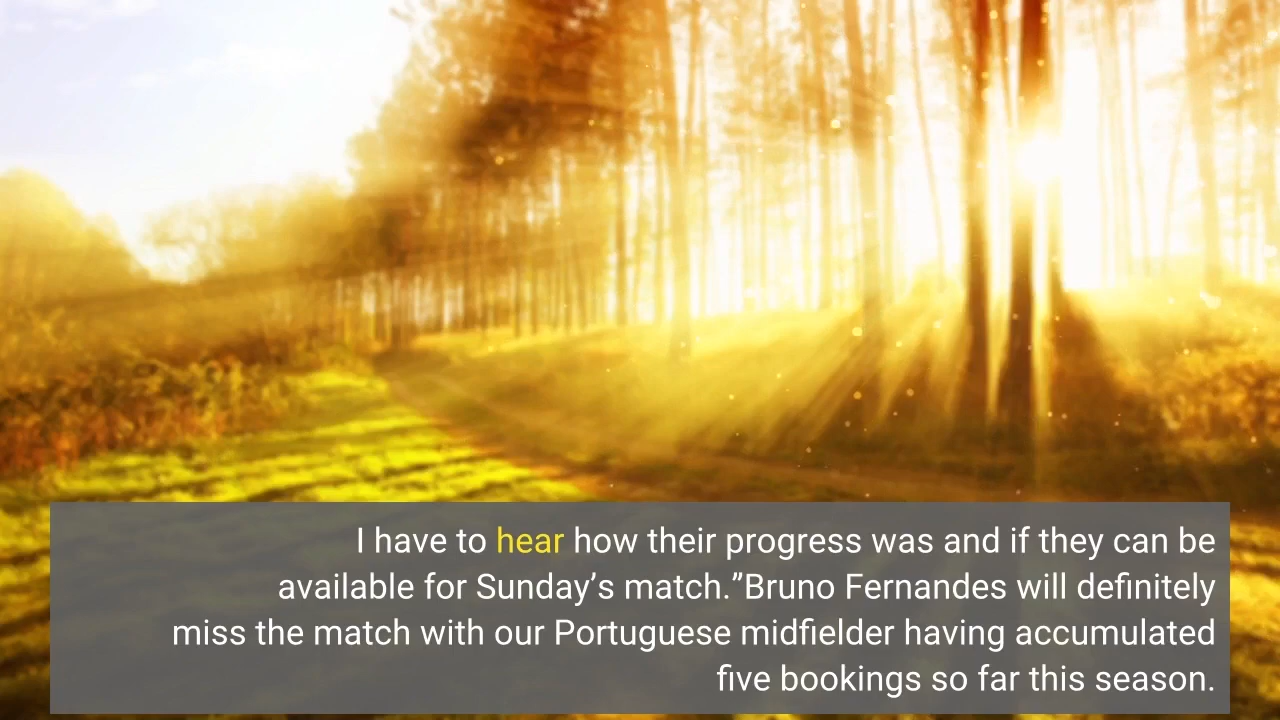 I have to hear how their progress was and if they can be
available for Sunday’s match.”Bruno Fernandes will definitely
miss the match with our Portuguese midfielder having accumulated
five bookings so far this season.